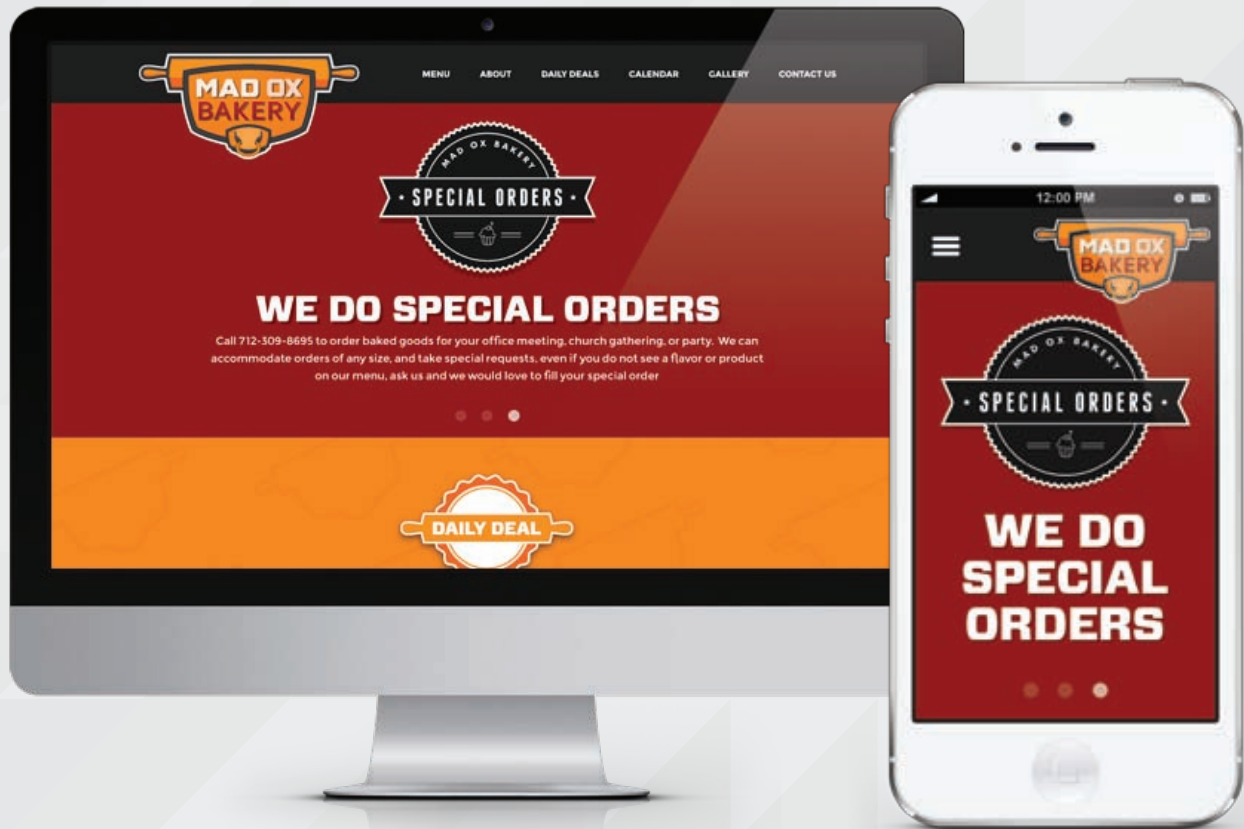 MAD OX
BAKERY
MENU ABOUT DAILY DEALS CALENDAR GALLERY CONTACT US
MAD OX BAKERY
· SPECIAL ORDERS ·
WE DO SPECIAL ORDERS
Call 712-309-8695 to order baked goods for your office meeting, church gathering, or party. We can
accommodate orders of any size, and take special requests, even if you do not see a flavor or product
on our menu, ask us and we would love to fill your special order
DAILY DEAL
12:00 PM
MAD OX
BAKERY
MAD OX BAKERY
· SPECIAL ORDERS ·
WE DO
SPECIAL
ORDERS